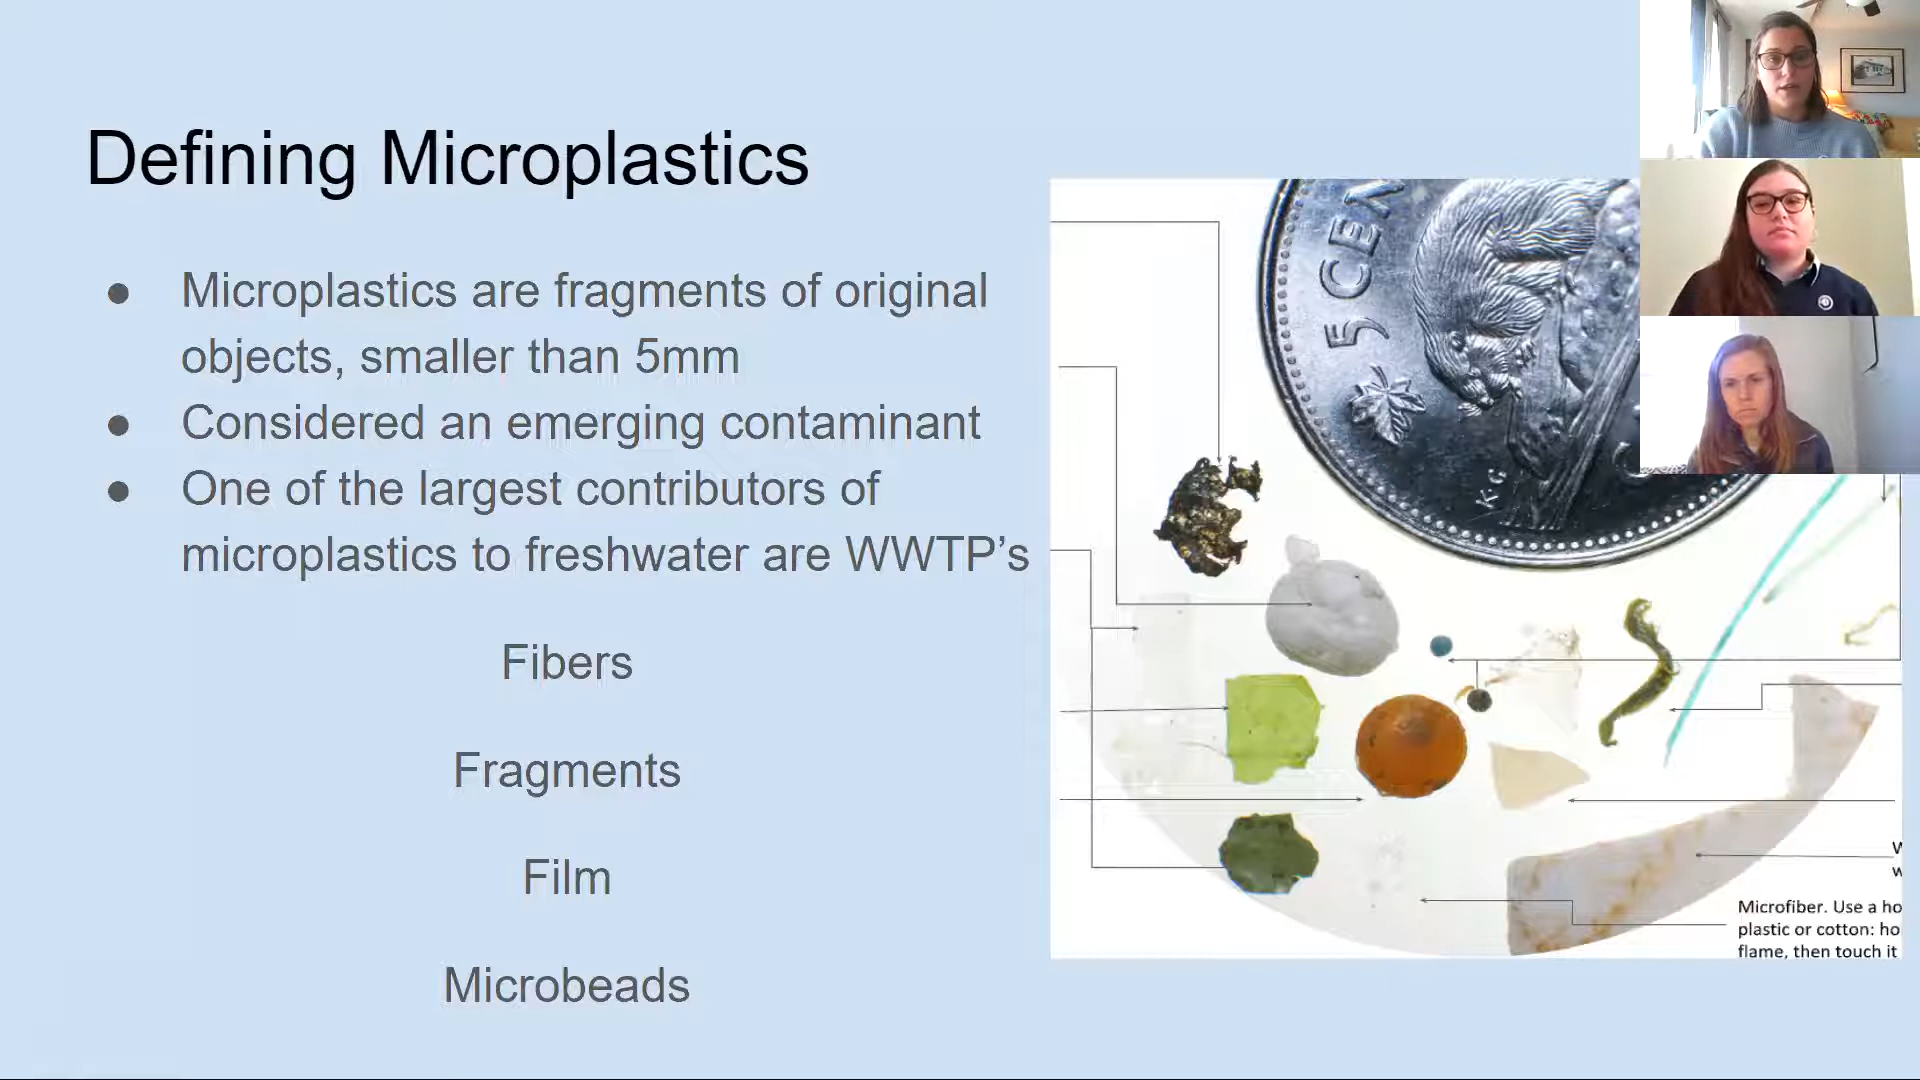 Defining Microplastics
● Microplastics are fragments of original
objects, smaller than 5mm
● Considered an emerging contaminant
● One of the largest contributors of
microplastics to freshwater are WWTP’s
Fibers
Fragments
Film
Microbeads
5 CEN
KG
W
w
Microfiber. Use a ho
plastic or cotton: ho
flame, then touch it